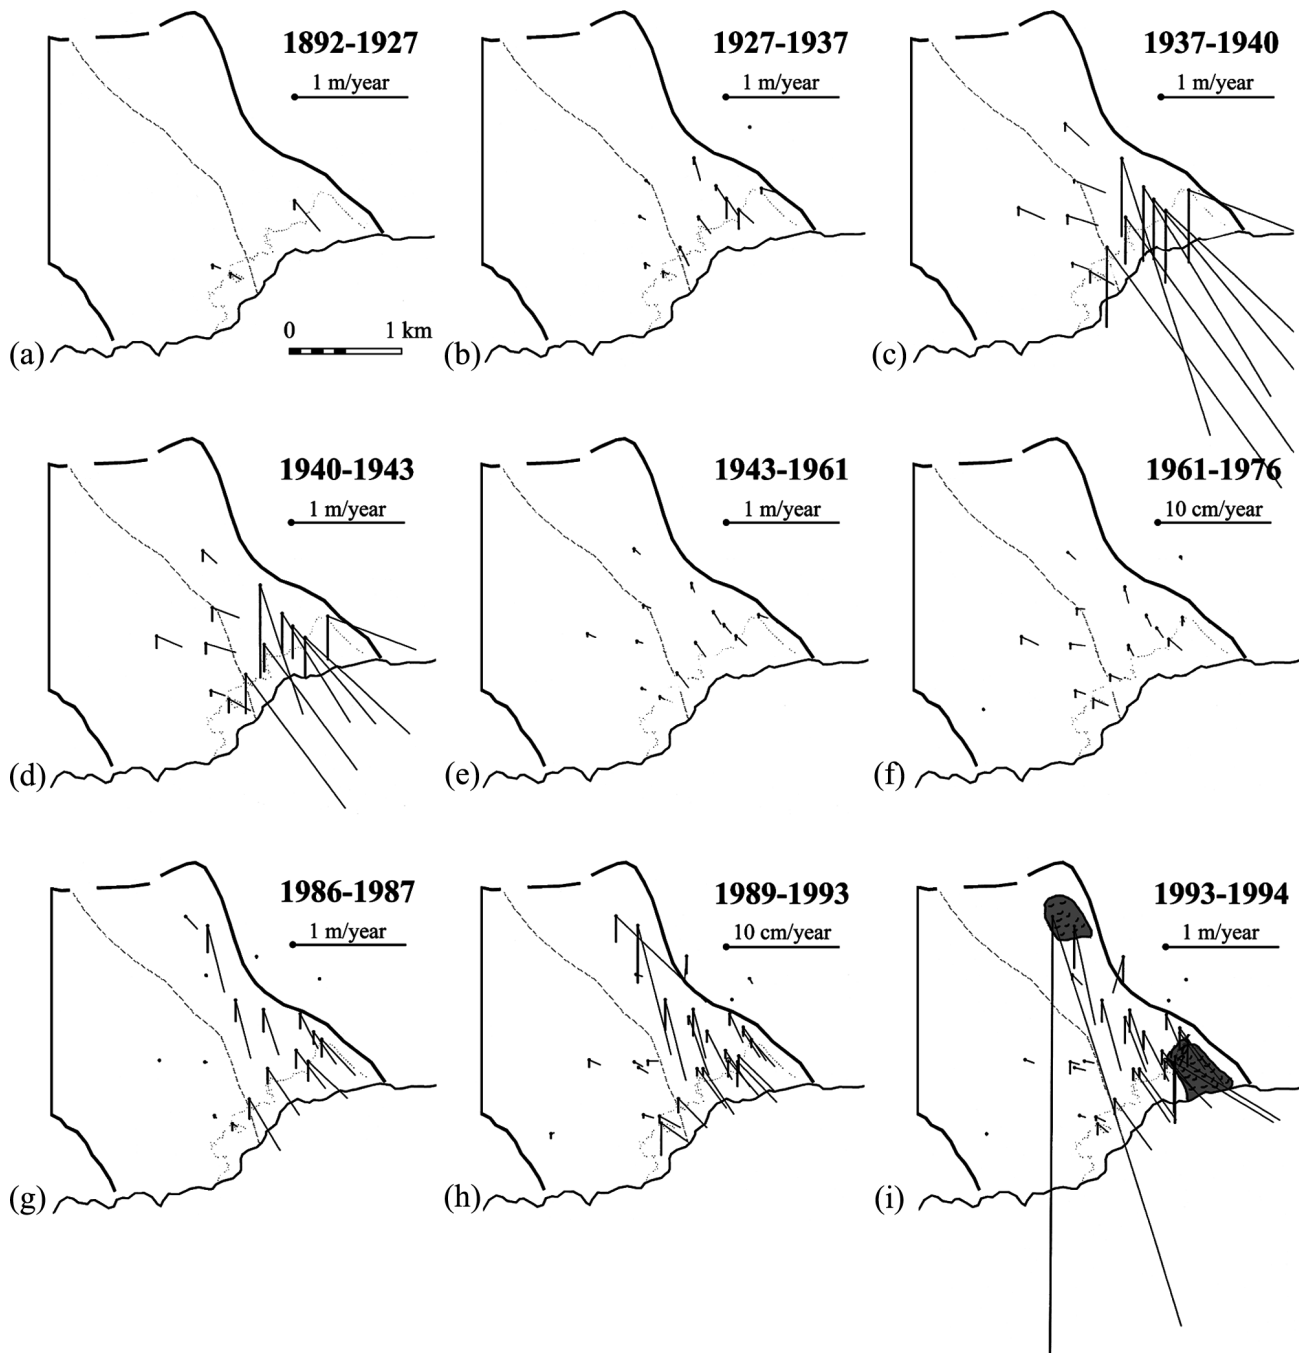 1892-1927
1 m/year
0 1 km
(a)
1927-1937
1 m/year
(b)
1937-1940
1 m/year
(c)
1940-1943
1 m/year
(d)
1943-1961
1 m/year
(e)
1961-1976
10 cm/year
(f)
1986-1987
1 m/year
(g)
1989-1993
10 cm/year
(h)
1993-1994
1 m/year
(i)